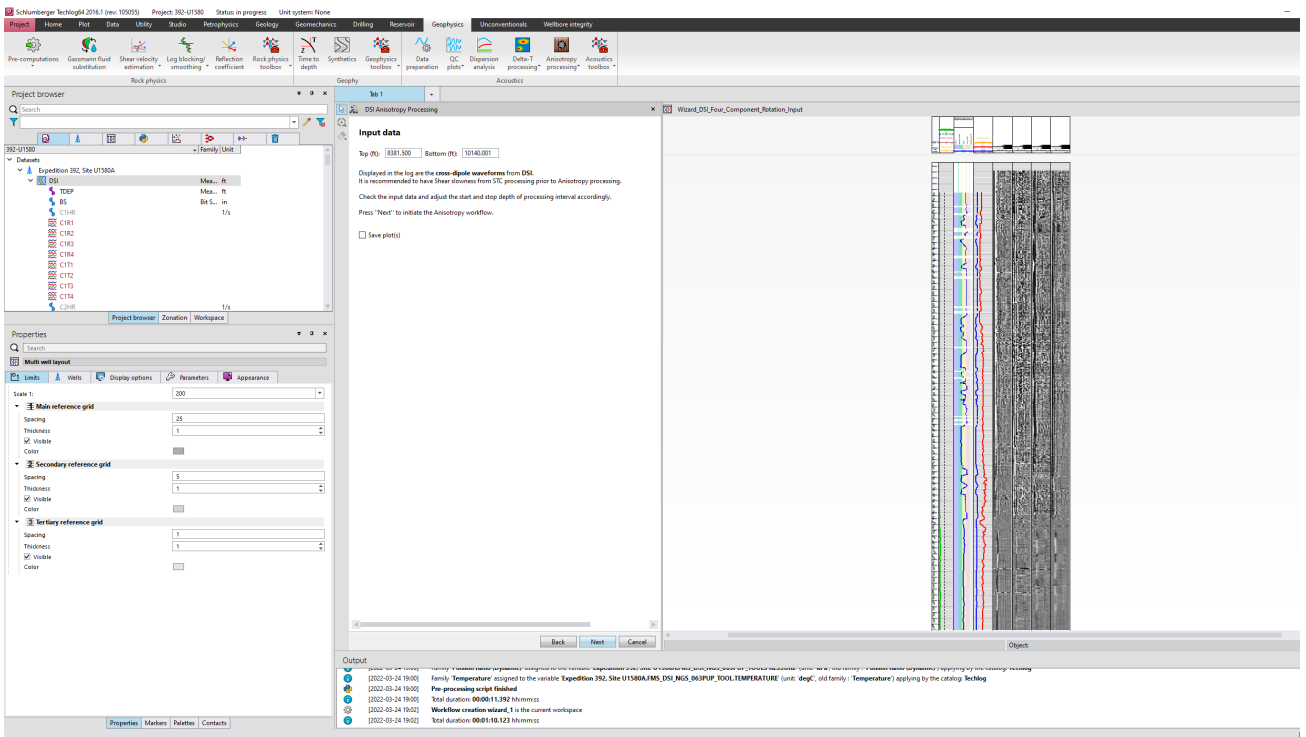 Schlumberger Techlog64 2016.1 (rev: 105055) Project: 392-U1580 Status: in progress Unit system: None
Project Home Plot Data Utility Studio Petrophysics Geology Geomechanics Drilling Reservoir Geophysics Unconventionals Wellbore integrity
Pre-computations Gassmann fluid substitution Shear velocity estimation Log blocking/ smoothing Reflection coefficient Rock physics toolbox Time to depth Synthetics Geophysics toolbox Data preparation QC plots Dispersion analysis Delta-T processing Anisotropy processing Acoustics toolbox
Rock physics Geophy Acoustics
Project browser
Search
392-U1580 Family Unit
Datasets
Expedition 392, Site U1580A
DSI Mea... ft
TDEP Mea... ft
BS Bit S... in
C1HR 1/s
C1R1
C1R2
C1R3
C1R4
C1T1
C1T2
C1T3
C1T4
C2HR 1/s
Project browser Zonation Workspace
Properties
Search
Multi well layout
Limits Wells Display options Parameters Appearance
Scale 1: 200
Main reference grid
Spacing 25
Thickness 1
Visible
Color
Secondary reference grid
Spacing 5
Thickness 1
Visible
Color
Tertiary reference grid
Spacing 1
Thickness 1
Visible
Color
Properties Markers Palettes Contacts
Tab 1 +
DSI Anisotropy Processing
Input data
Top (ft): 8381.500 Bottom (ft): 10140.001
Displayed in the log are the cross-dipole waveforms from DSI.
It is recommended to have Shear slowness from STC processing prior to Anisotropy processing.
Check the input data and adjust the start and stop depth of processing interval accordingly.
Press "Next" to initiate the Anisotropy workflow.
Save plot(s)
Back Next Cancel
Wizard_DSI_Four_Component_Rotation_Input
Object:
Output
[2022-03-24 19:00] Family 'Temperature' assigned to the variable 'Expedition 392, Site U1580A.FMS_DSI_NGS_063PUP_TOOL.TEMPERATURE' (unit: 'degC', old family : 'Temperature') applying by the catalog: Techlog
[2022-03-24 19:00] Pre-processing script finished
[2022-03-24 19:00] Total duration: 00:00:11.392 hh:mm:ss
[2022-03-24 19:02] Workflow creation wizard_1 is the current workspace
[2022-03-24 19:02] Total duration: 00:01:10.123 hh:mm:ss